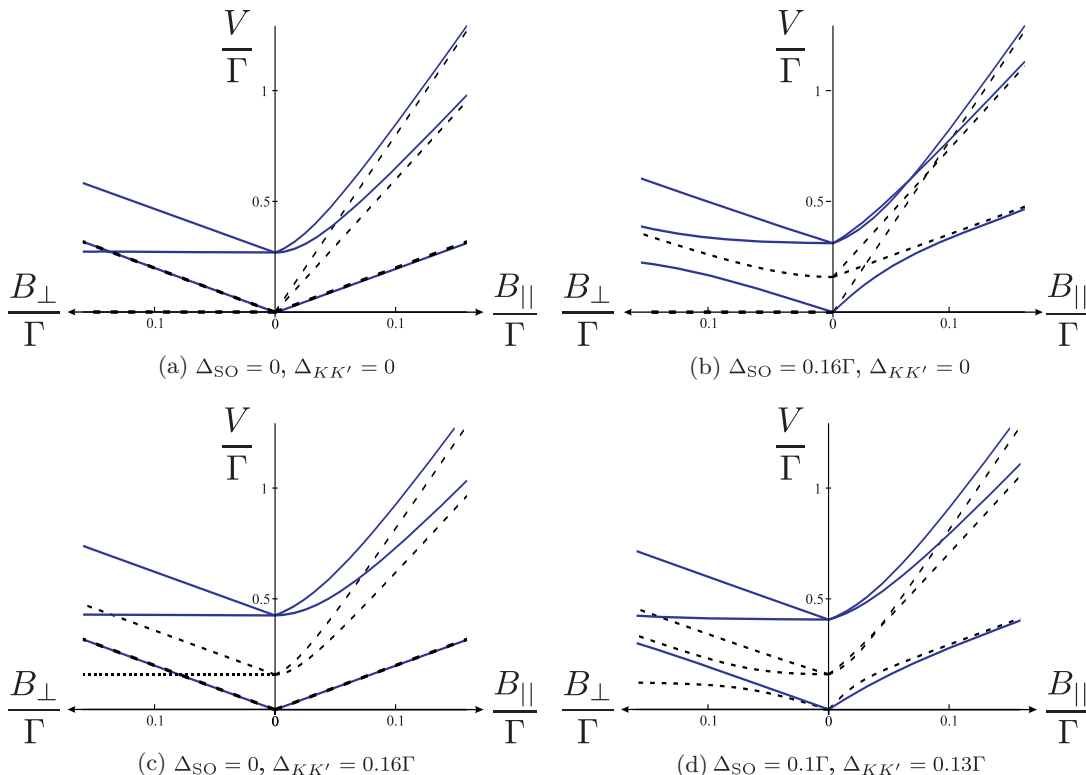 V
Γ
1
0.5
B⊥
Γ
0.1
0
0.1
B||
Γ
(a) ΔSO = 0, ΔKK′ = 0
V
Γ
1
0.5
B⊥
Γ
0.1
0
0.1
B||
Γ
(b) ΔSO = 0.16Γ, ΔKK′ = 0
V
Γ
1
0.5
B⊥
Γ
0.1
0
0.1
B||
Γ
(c) ΔSO = 0, ΔKK′ = 0.16Γ
V
Γ
1
0.5
B⊥
Γ
0.1
0
0.1
B||
Γ
(d) ΔSO = 0.1Γ, ΔKK′ = 0.13Γ